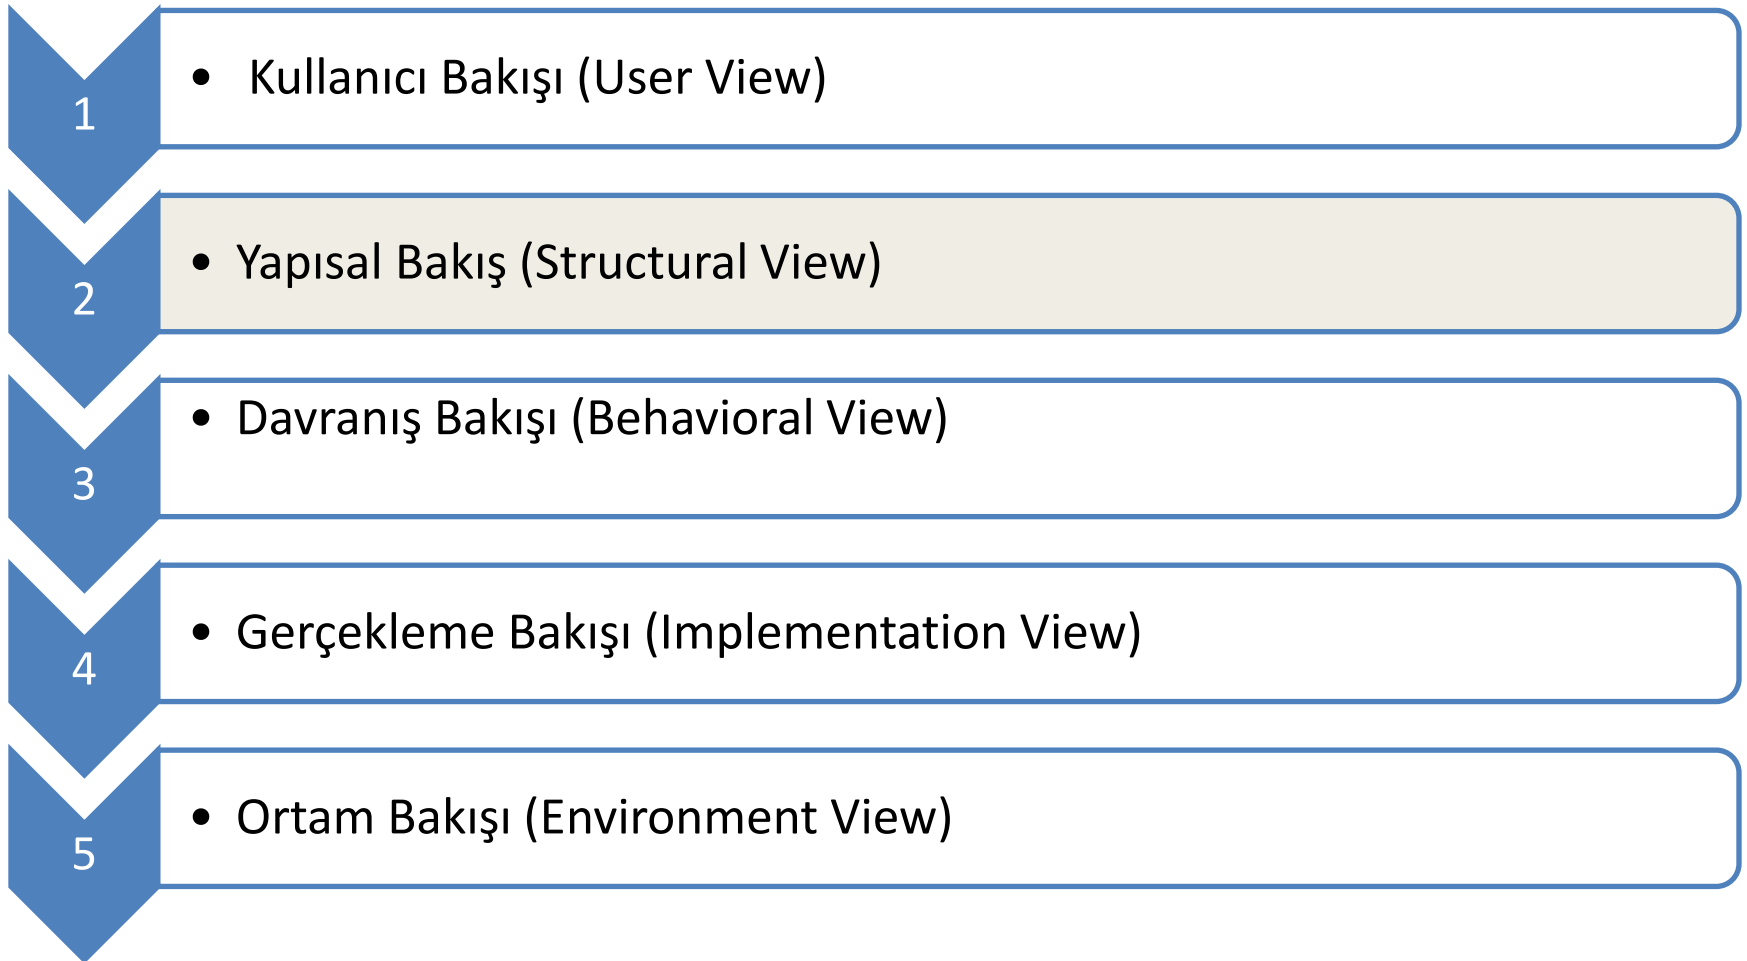 1
• Kullanıcı Bakışı (User View)
2
• Yapısal Bakış (Structural View)
3
• Davranış Bakışı (Behavioral View)
4
• Gerçekleme Bakışı (Implementation View)
5
• Ortam Bakışı (Environment View)